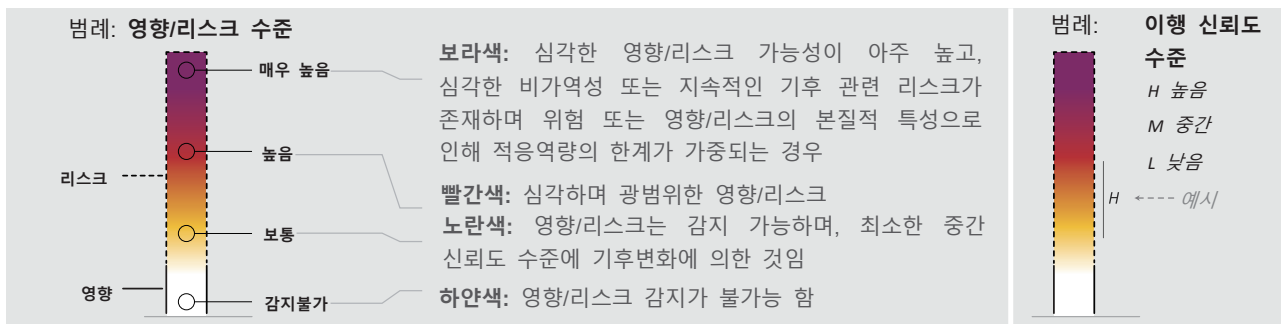 범례: 영향/리스크 수준
매우 높음
높음
리스크
보통
영향
감지불가
보라색: 심각한 영향/리스크 가능성이 아주 높고,
심각한 비가역성 또는 지속적인 기후 관련 리스크가
존재하며 위험 또는 영향/리스크의 본질적 특성으로
인해 적응역량의 한계가 가중되는 경우
빨간색: 심각하며 광범위한 영향/리스크
노란색: 영향/리스크는 감지 가능하며, 최소한 중간
신뢰도 수준에 기후변화에 의한 것임
하얀색: 영향/리스크 감지가 불가능 함
범례: 이행 신뢰도
수준
H 높음
M 중간
L 낮음
H 예시